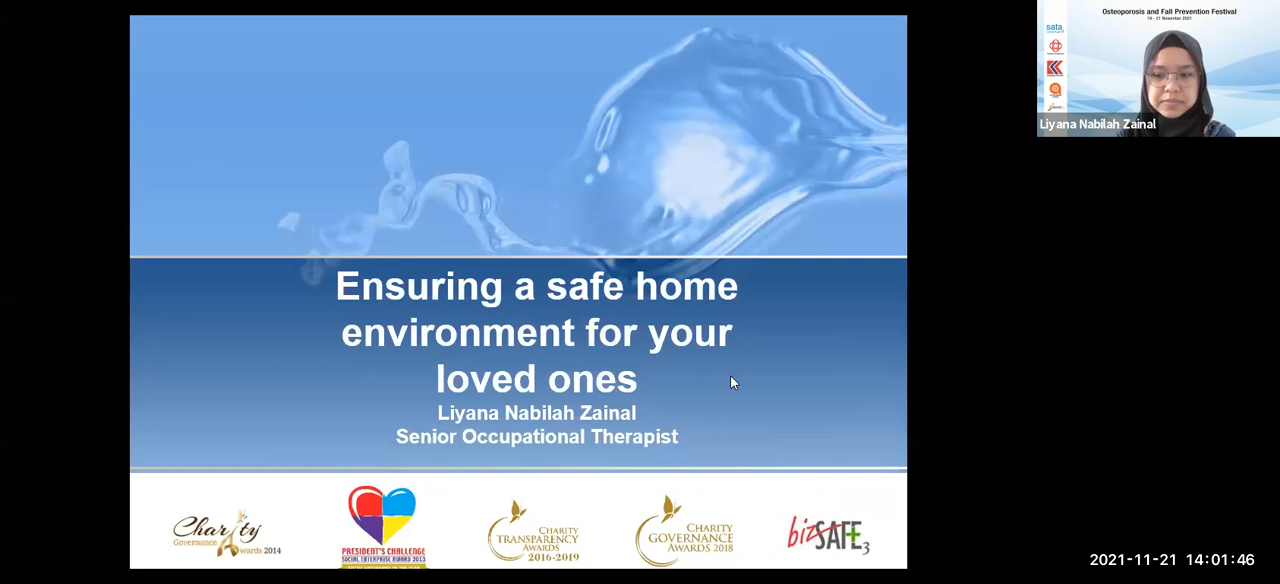 Osteoporosis and Fall Prevention Festival
19 - 21 November 2021
sata
Liyana Nabilah Zainal
Ensuring a safe home
environment for your
loved ones
Liyana Nabilah Zainal
Senior Occupational Therapist
Charity
Governance
Awards 2014
PRESIDENT'S CHALLENGE
SOCIAL ENTERPRISE AWARD 2013
CHARITY
TRANSPARENCY
AWARDS
2016-2019
CHARITY
GOVERNANCE
AWARDS 2018
bizSAFE3
2021-11-21 14:01:46